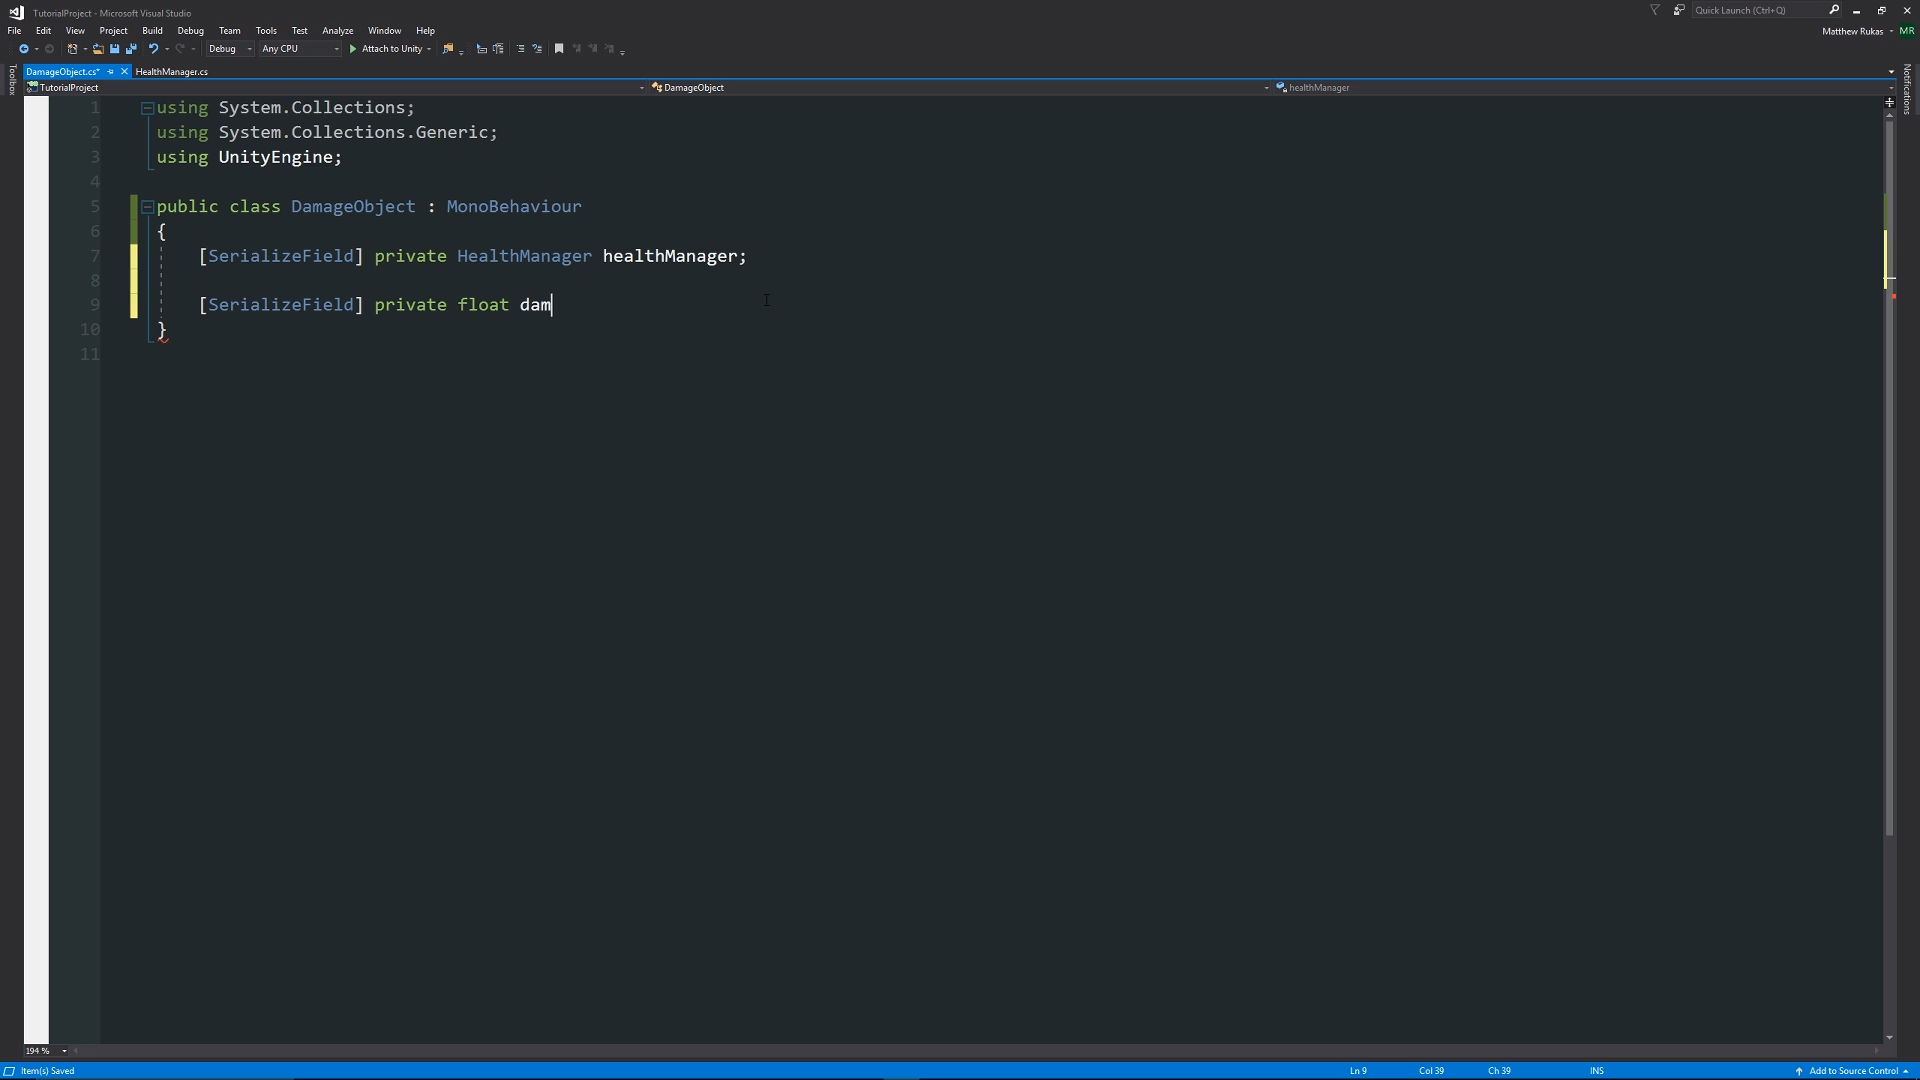 TutorialProject - Microsoft Visual Studio
Quick Launch (Ctrl+Q)
File Edit View Project Build Debug Team Tools Test Analyze Window Help
Matthew Rukas MR
Debug Any CPU Attach to Unity
DamageObject.cs* HealthManager.cs
Toolbox
Notifications
TutorialProject DamageObject healthManager
1 using System.Collections;
2 using System.Collections.Generic;
3 using UnityEngine;
4
5 public class DamageObject : MonoBehaviour
6 {
7 [SerializeField] private HealthManager healthManager;
8
9 [SerializeField] private float dam
10 }
11
194 %
Item(s) Saved Ln 9 Col 39 Ch 39 INS Add to Source Control